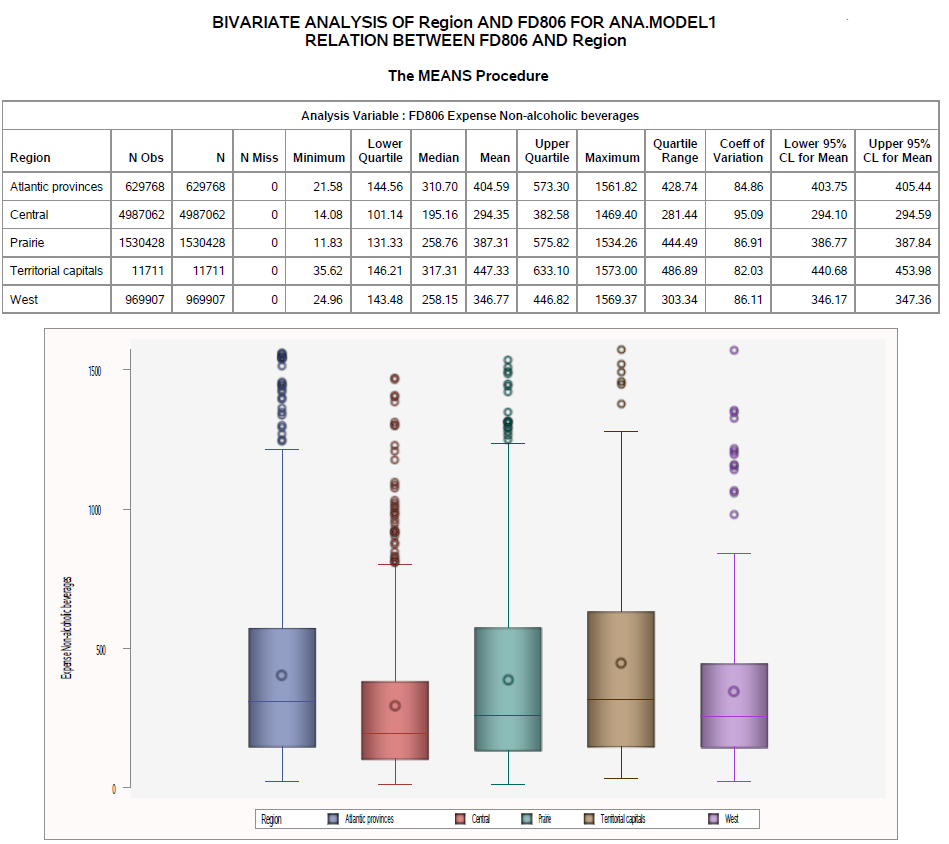 BIVARIATE ANALYSIS OF Region AND FD806 FOR ANA.MODEL1
RELATION BETWEEN FD806 AND Region
The MEANS Procedure
Analysis Variable : FD806 Expense Non-alcoholic beverages
Region N Obs N N Miss Minimum Lower Quartile Median Mean Upper Quartile Maximum Quartile Range Coeff of Variation Lower 95% CL for Mean Upper 95% CL for Mean
Atlantic provinces 629768 629768 0 21.58 144.56 310.70 404.59 573.30 1561.82 428.74 84.86 403.75 405.44
Central 4987062 4987062 0 14.08 101.14 195.16 294.35 382.58 1469.40 281.44 95.09 294.10 294.59
Prairie 1530428 1530428 0 11.83 131.33 258.76 387.31 575.82 1534.26 444.49 86.91 386.77 387.84
Territorial capitals 11711 11711 0 35.62 146.21 317.31 447.33 633.10 1573.00 486.89 82.03 440.68 453.98
West 969907 969907 0 24.96 143.48 258.15 346.77 446.82 1569.37 303.34 86.11 346.17 347.36
1500
1000
500
0
Expense Non-alcoholic beverages
Region Atlantic provinces Central Prairie Territorial capitals West